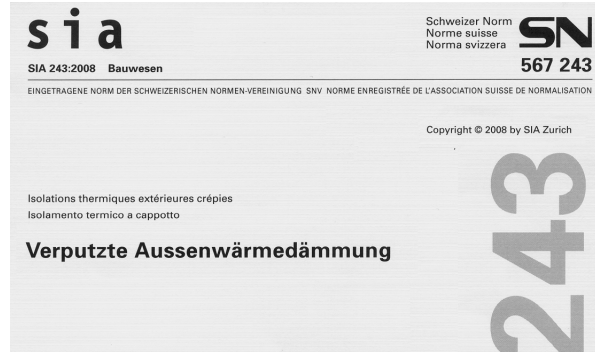 sia
Schweizer Norm
Norme suisse
Norma svizzera
SN
SIA 243:2008 Bauwesen
567 243
EINGETRAGENE NORM DER SCHWEIZERISCHEN NORMEN-VEREINIGUNG SNV NORME ENREGISTRÉE DE L'ASSOCIATION SUISSE DE NORMALISATION
Copyright © 2008 by SIA Zurich
Isolations thermiques extérieures crépies
Isolamento termico a cappotto
Verputzte Aussenwärmedämmung
243